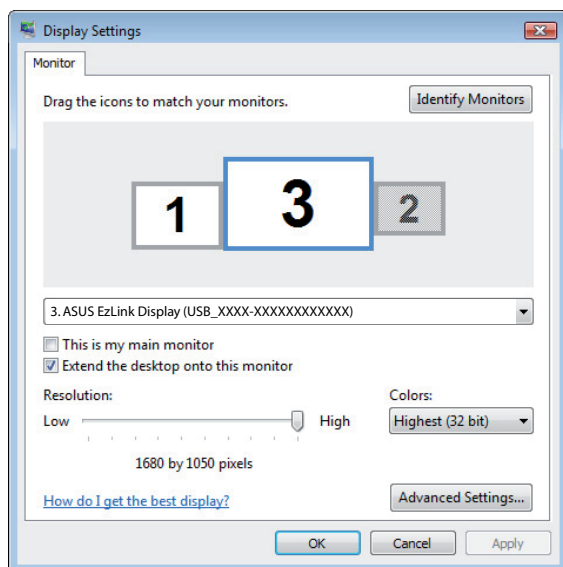 Display Settings
Monitor
Drag the icons to match your monitors.
Identify Monitors
1
3
2
3. ASUS EzLink Display (USB_XXXX-XXXXXXXXXXXX)
This is my main monitor
Extend the desktop onto this monitor
Resolution:
Colors:
Low
High
Highest (32 bit)
1680 by 1050 pixels
How do I get the best display?
Advanced Settings...
OK
Cancel
Apply